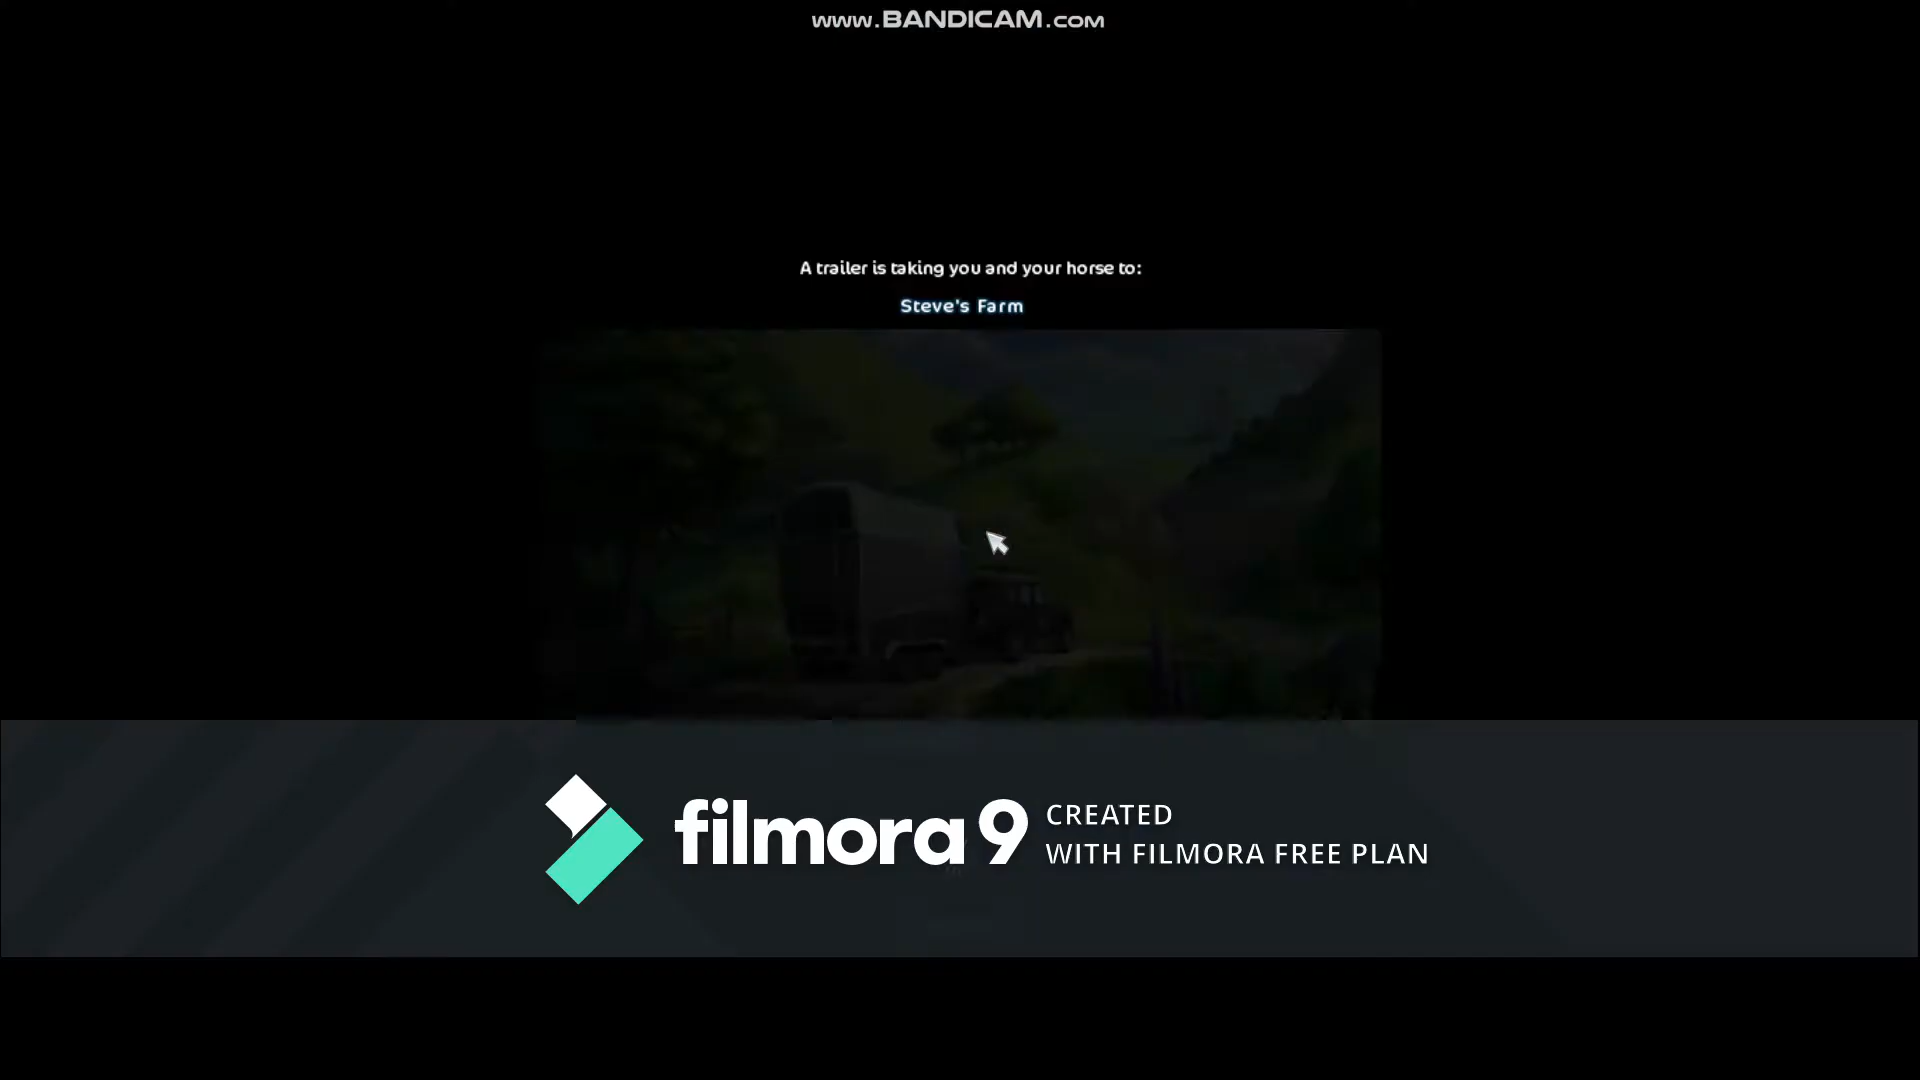 www.BANDICAM.COM
A trailer is taking you and your horse to:
Steve's Farm
filmora 9 CREATED
WITH FILMORA FREE PLAN